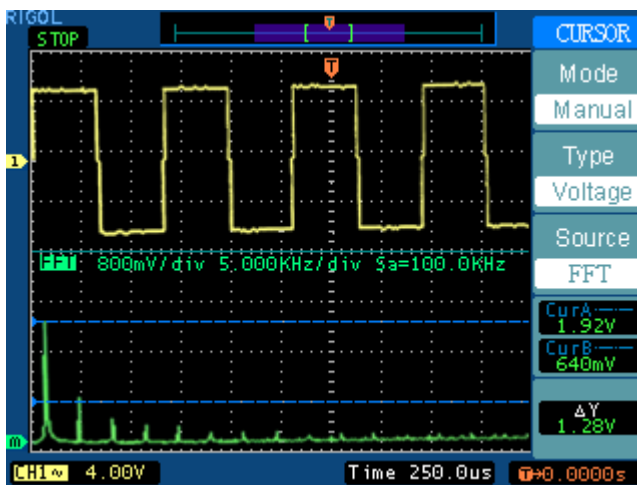 RIGOL
STOP
T
CURSOR
Mode
Manual
T
1
Type
Voltage
Source
FFT
FFT 800mV/div 5.000KHz/div Sa=100.0KHz
CurA
1.92V
CurB
640mV
m
ΔY
1.28V
CH1~ 4.00V Time 250.0us T→0.0000s